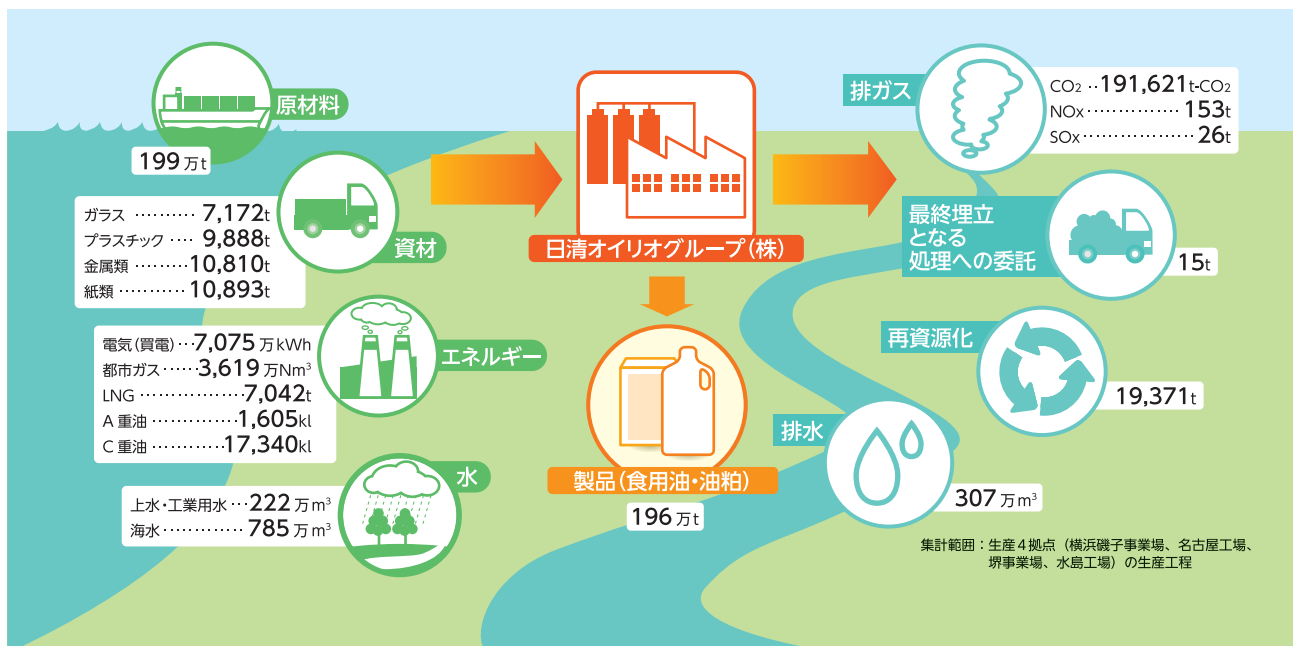 原材料
199 万t
ガラス ·········· 7,172t
プラスチック ···· 9,888t
金属類 ·········10,810t
紙類 ···········10,893t
資材
電気(買電)···7,075 万kWh
都市ガス ·····3,619 万Nm³
LNG ···············7,042t
A 重油 ············1,605kl
C 重油 ··········17,340kl
エネルギー
水
上水・工業用水 ···222 万m³
海水 ············785 万m³
日清オイリオグループ(株)
製品(食用油・油粕)
196 万t
排ガス
CO₂ ··191,621t-CO₂
NOx ············· 153t
SOx ··············· 26t
最終埋立
となる
処理への委託
15t
再資源化
19,371t
排水
307 万m³
集計範囲:生産4拠点(横浜磯子事業場、名古屋工場、
堺事業場、水島工場)の生産工程